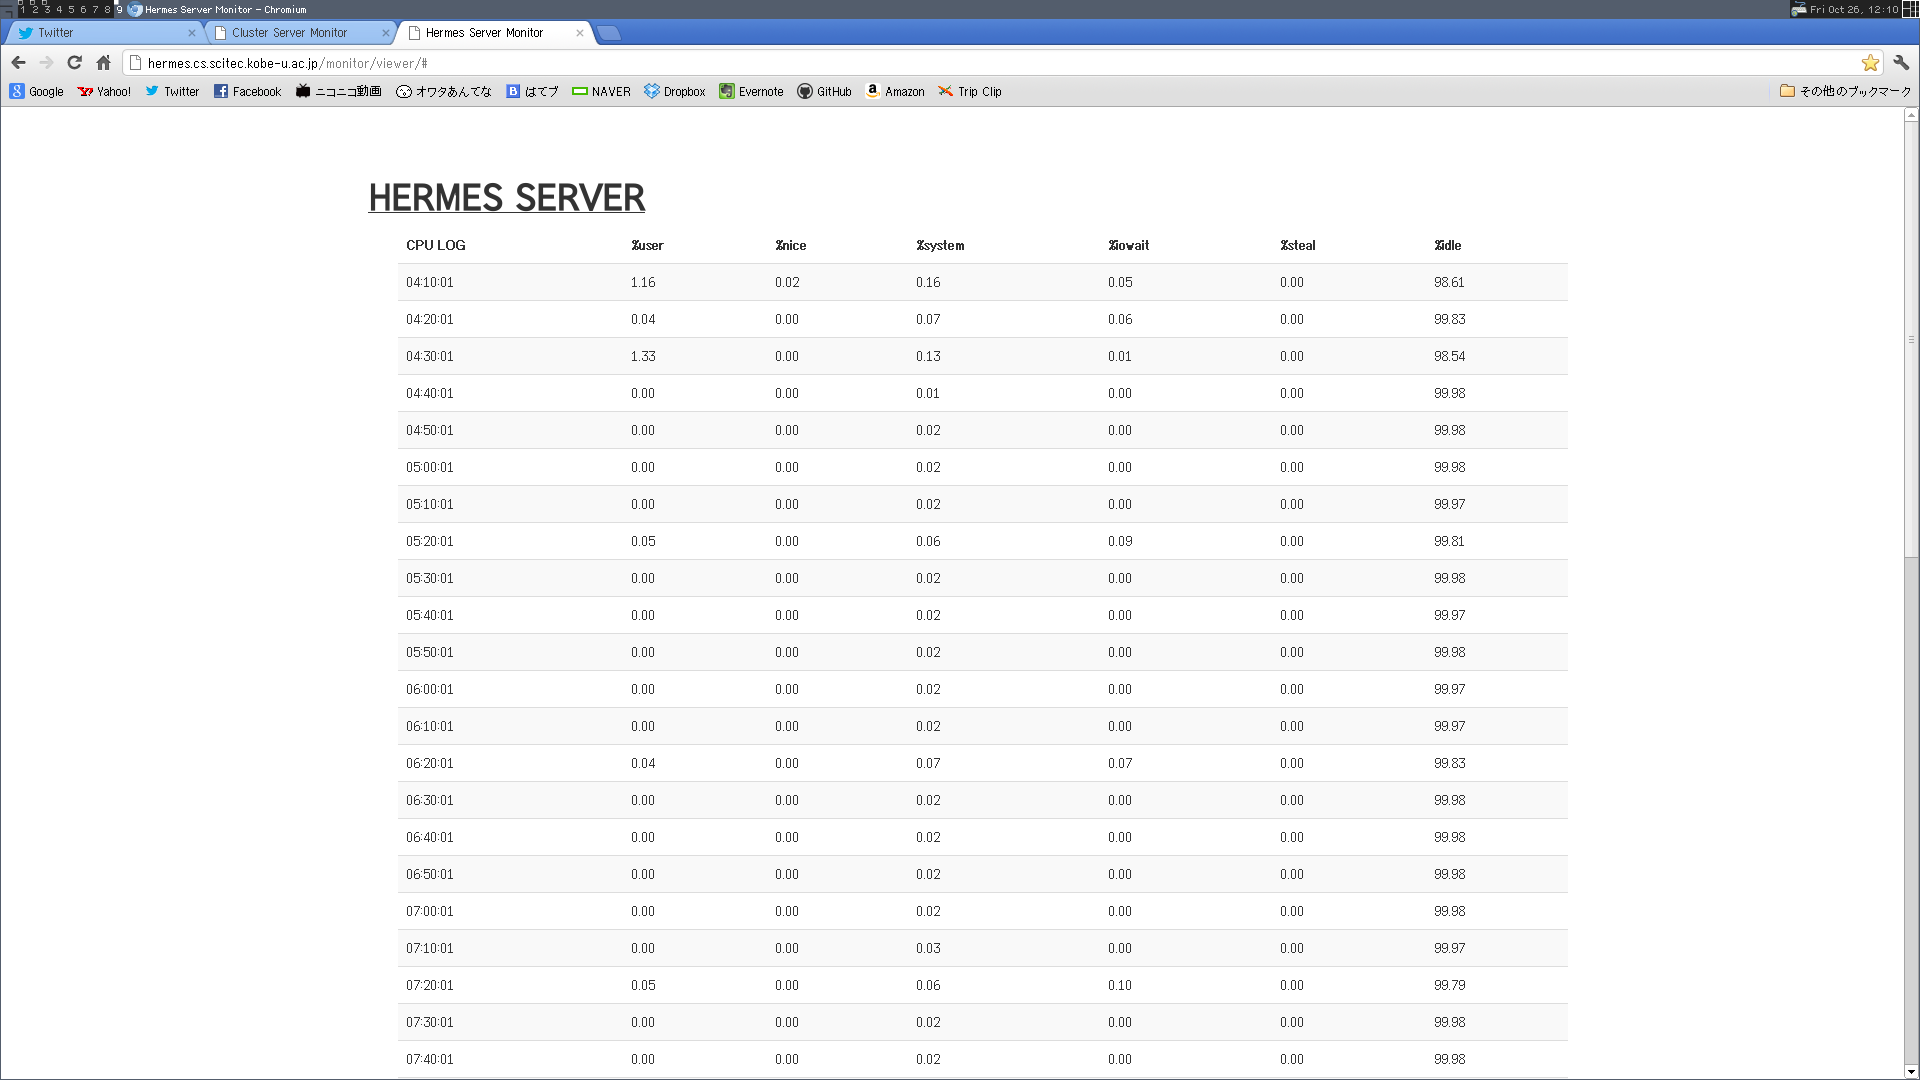 1 2 3 4 5 6 7 8 9 Hermes Server Monitor - Chromium Fri Oct 26, 12:10
Twitter Cluster Server Monitor Hermes Server Monitor
hermes.cs.scitec.kobe-u.ac.jp/monitor/viewer/#
Google Yahoo! Twitter Facebook ニコニコ動画 オワタあんてな B はてブ NAVER Dropbox Evernote GitHub Amazon Trip Clip その他のブックマーク
HERMES SERVER
CPU LOG %user %nice %system %iowait %steal %idle
04:10:01 1.16 0.02 0.16 0.05 0.00 98.61
04:20:01 0.04 0.00 0.07 0.06 0.00 99.83
04:30:01 1.33 0.00 0.13 0.01 0.00 98.54
04:40:01 0.00 0.00 0.01 0.00 0.00 99.98
04:50:01 0.00 0.00 0.02 0.00 0.00 99.98
05:00:01 0.00 0.00 0.02 0.00 0.00 99.98
05:10:01 0.00 0.00 0.02 0.00 0.00 99.97
05:20:01 0.05 0.00 0.06 0.09 0.00 99.81
05:30:01 0.00 0.00 0.02 0.00 0.00 99.98
05:40:01 0.00 0.00 0.02 0.00 0.00 99.97
05:50:01 0.00 0.00 0.02 0.00 0.00 99.98
06:00:01 0.00 0.00 0.02 0.00 0.00 99.97
06:10:01 0.00 0.00 0.02 0.00 0.00 99.97
06:20:01 0.04 0.00 0.07 0.07 0.00 99.83
06:30:01 0.00 0.00 0.02 0.00 0.00 99.98
06:40:01 0.00 0.00 0.02 0.00 0.00 99.98
06:50:01 0.00 0.00 0.02 0.00 0.00 99.98
07:00:01 0.00 0.00 0.02 0.00 0.00 99.98
07:10:01 0.00 0.00 0.03 0.00 0.00 99.97
07:20:01 0.05 0.00 0.06 0.10 0.00 99.79
07:30:01 0.00 0.00 0.02 0.00 0.00 99.98
07:40:01 0.00 0.00 0.02 0.00 0.00 99.98